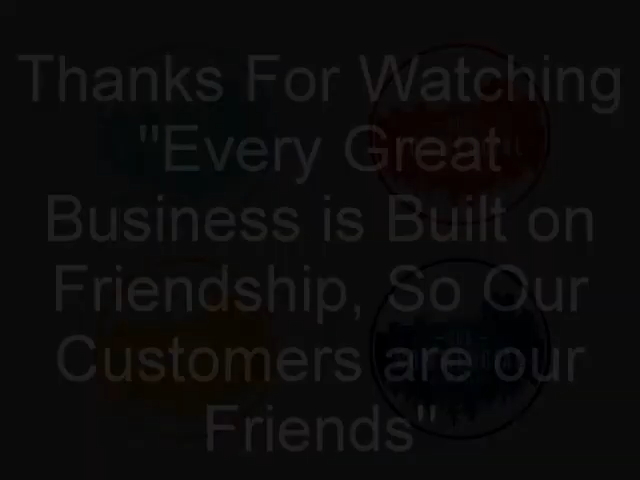 Thanks For Watching
"Every Great
Business is Built on
Friendship, So Our
Customers are our
Friends"